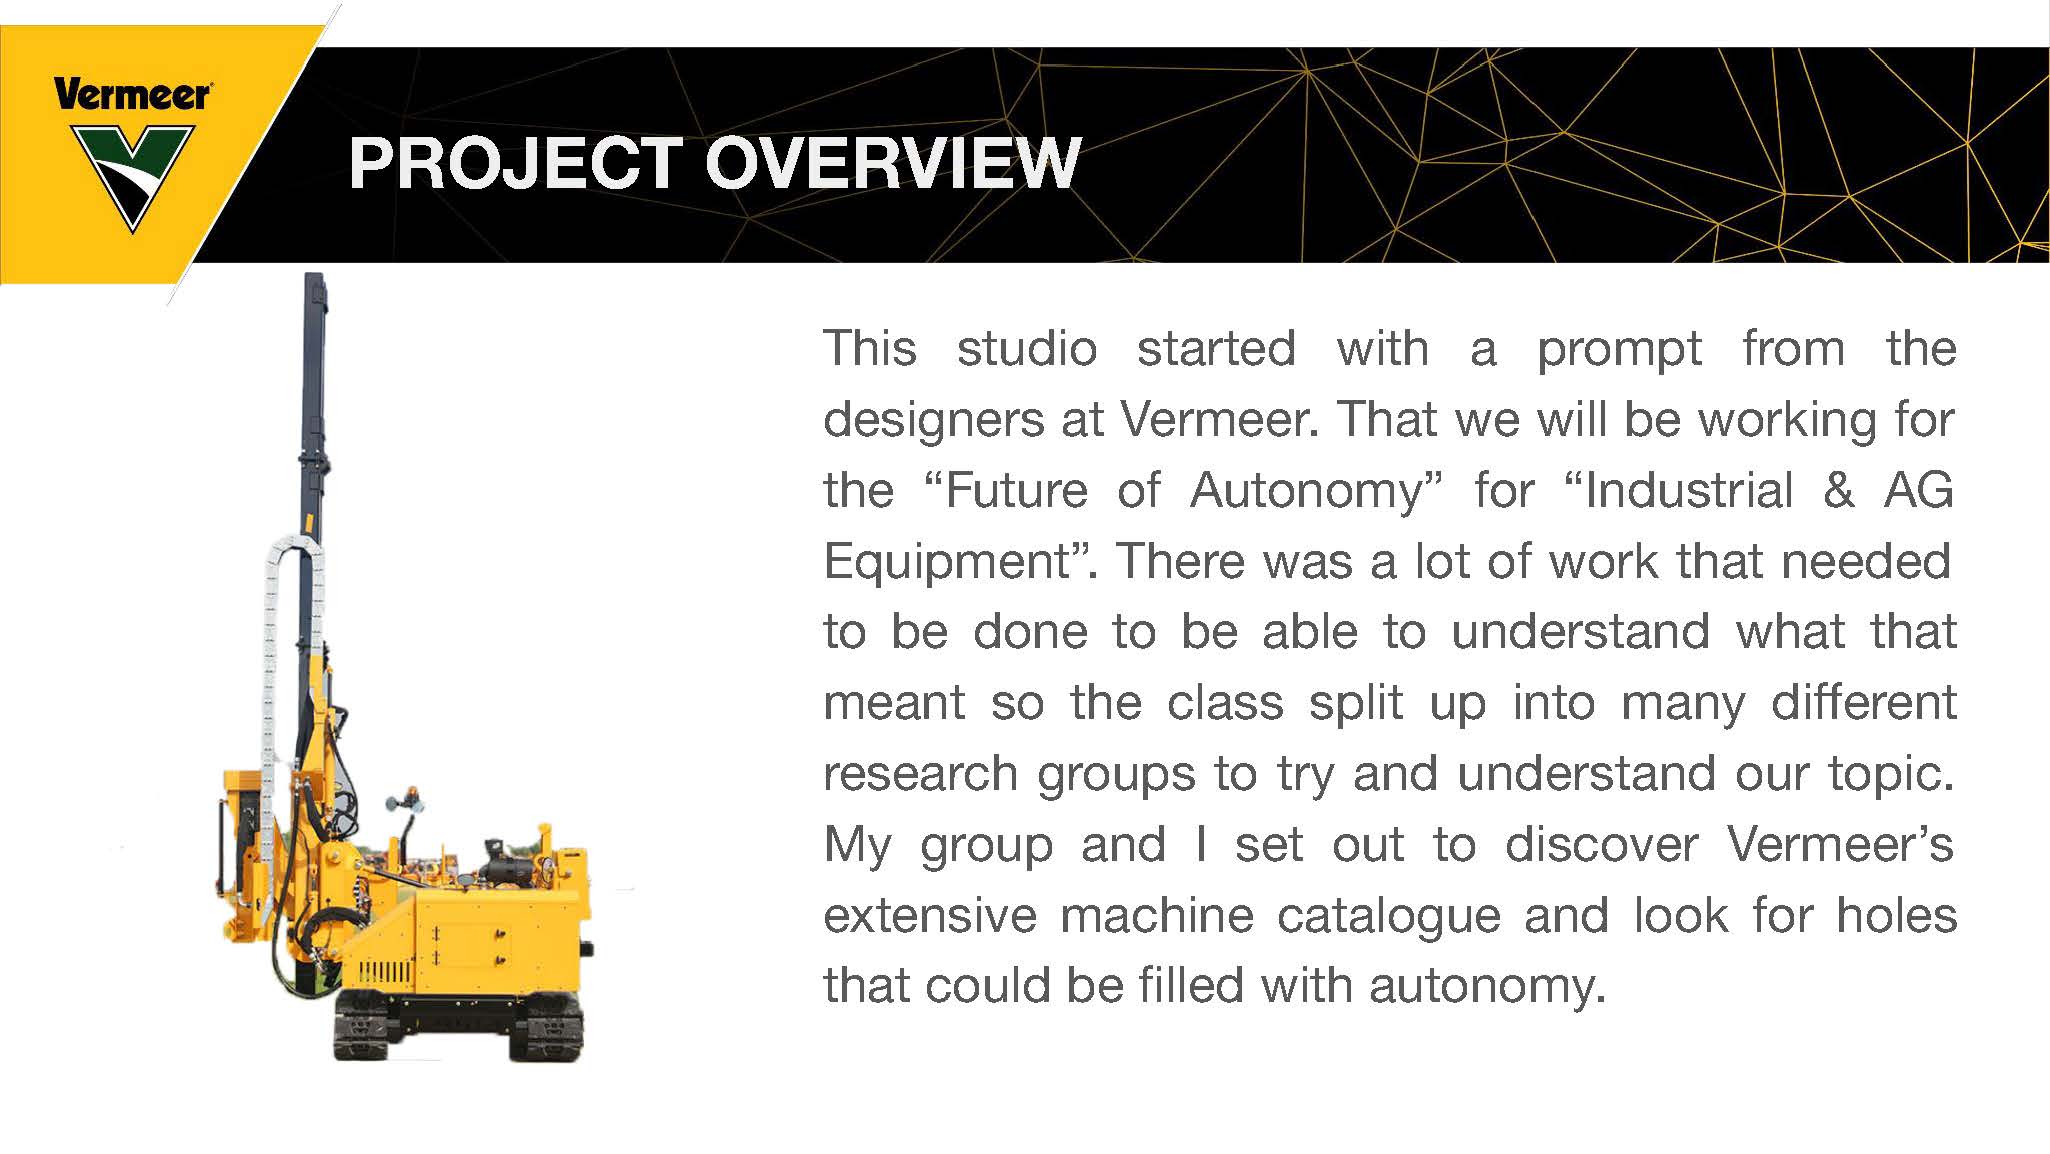 Vermeer
PROJECT OVERVIEW
This studio started with a prompt from the
designers at Vermeer. That we will be working for
the “Future of Autonomy” for “Industrial & AG
Equipment”. There was a lot of work that needed
to be done to be able to understand what that
meant so the class split up into many different
research groups to try and understand our topic.
My group and I set out to discover Vermeer’s
extensive machine catalogue and look for holes
that could be filled with autonomy.